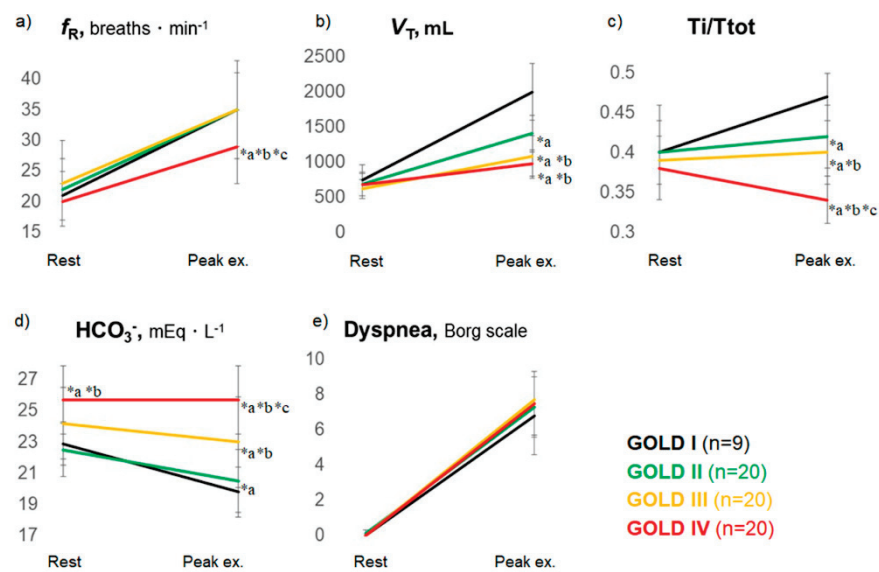 a) fR, breaths · min-1
40
35
30
25
20
15
*a*b*c
Rest Peak ex.
b) VT, mL
2500
2000
1500
1000
500
0
*a
*a *b
*a *b
Rest Peak ex.
c) Ti/Ttot
0.5
0.45
0.4
0.35
0.3
*a
*a*b
*a*b*c
Rest Peak ex.
d) HCO3-, mEq · L-1
27
25
23
21
19
17
*a *b
*a*b*c
*a*b
*a
Rest Peak ex.
e) Dyspnea, Borg scale
10
8
6
4
2
0
Rest Peak ex.
GOLD I (n=9)
GOLD II (n=20)
GOLD III (n=20)
GOLD IV (n=20)